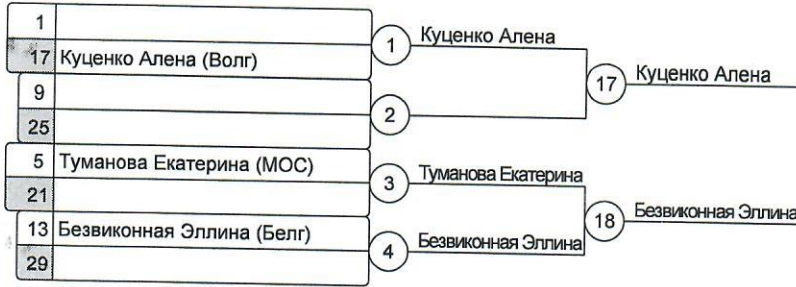 1
17 Куценко Алена (Волг)
1
Куценко Алена
17
Куценко Алена
9
25
2
5 Туманова Екатерина (МОС)
21
3
Туманова Екатерина
18
Безвиконная Эллина
13 Безвиконная Эллина (Белг)
29
4
Безвиконная Эллина